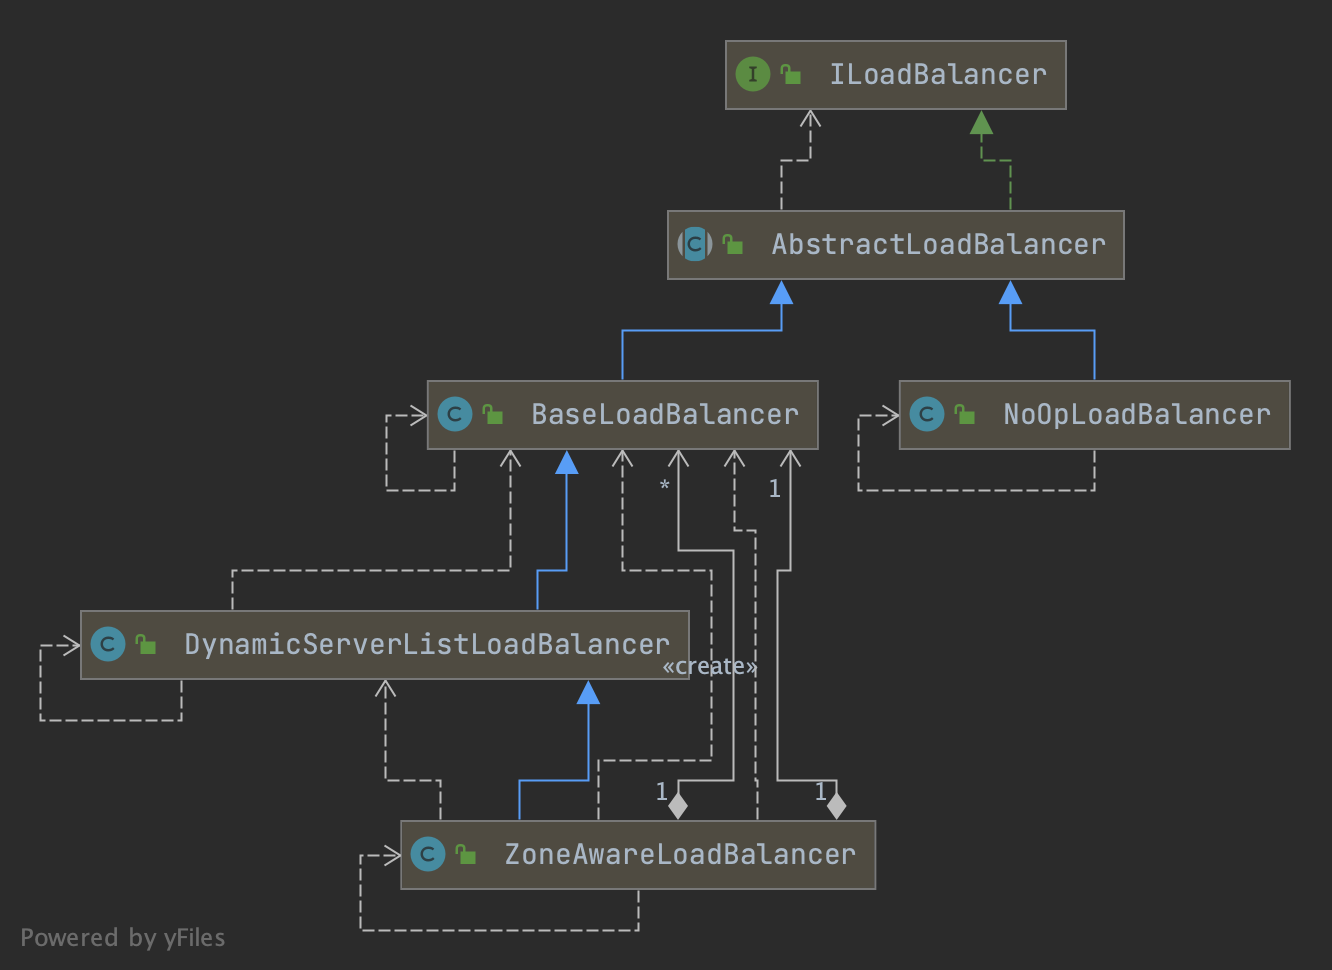 I ILoadBalancer
C AbstractLoadBalancer
C BaseLoadBalancer
C NoOpLoadBalancer
* 1
C DynamicServerListLoadBalancer
«create»
1 1
C ZoneAwareLoadBalancer
Powered by yFiles